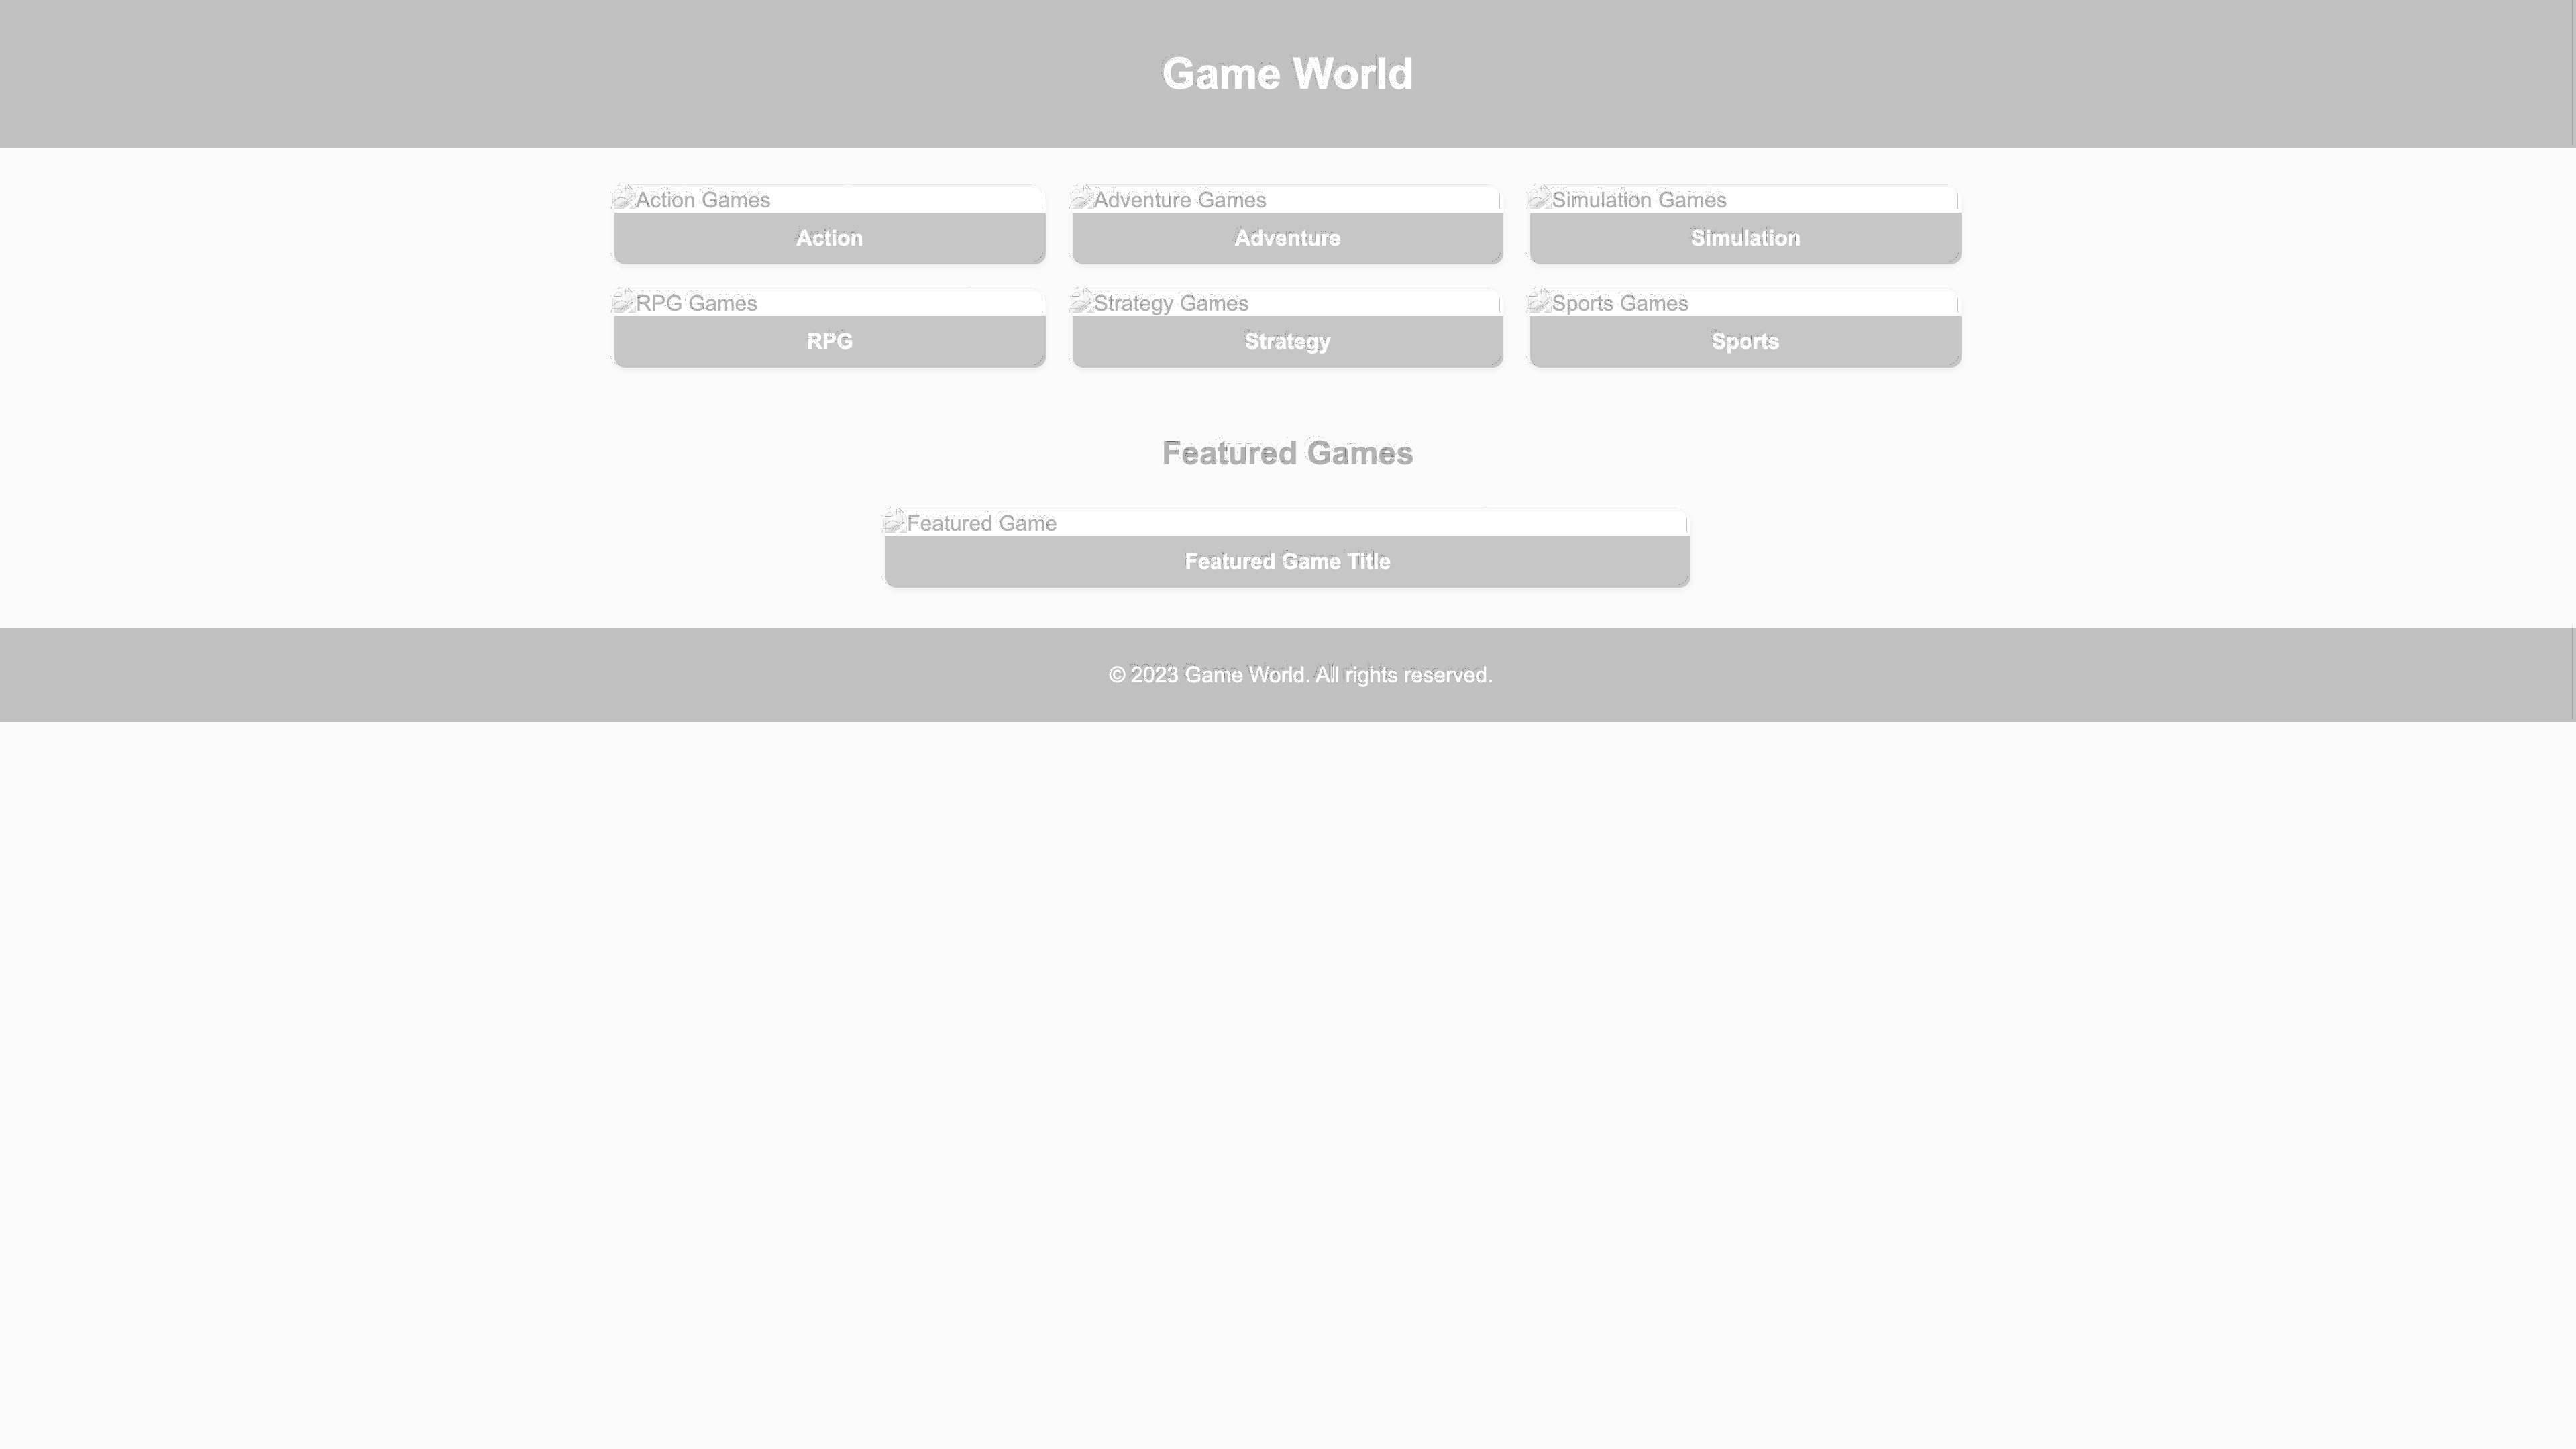 Game World
Action Games
Action
Adventure Games
Adventure
Simulation Games
Simulation
RPG Games
RPG
Strategy Games
Strategy
Sports Games
Sports
Featured Games
Featured Game
Featured Game Title
© 2023 Game World. All rights reserved.